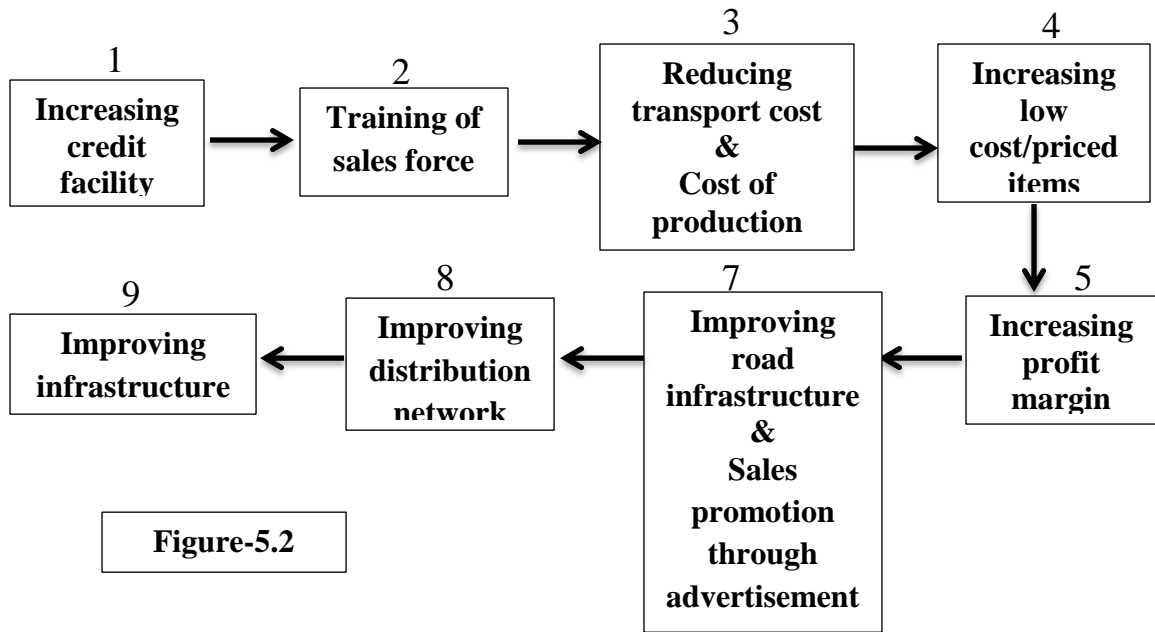 1
Increasing
credit
facility
2
Training of
sales force
3
Reducing
transport cost
&
Cost of
production
4
Increasing
low
cost/priced
items
5
Increasing
profit
margin
7
Improving
road
infrastructure
&
Sales
promotion
through
advertisement
8
Improving
distribution
network
9
Improving
infrastructure
Figure-5.2